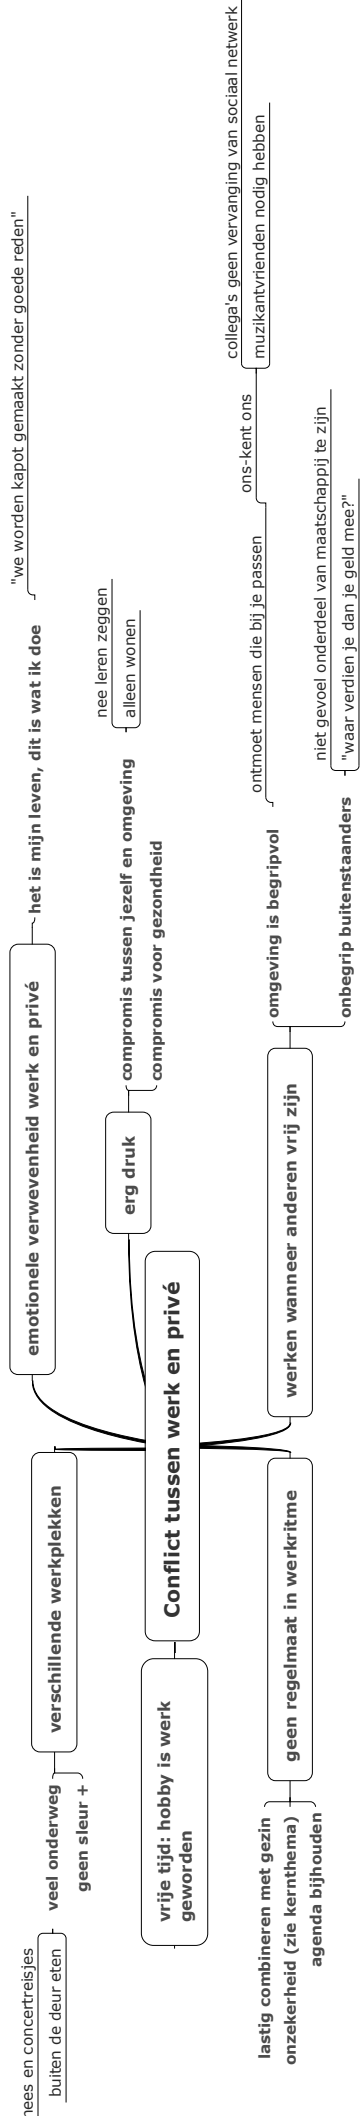 Conflict tussen werk en privé
emotionele verwevenheid werk en privé
het is mijn leven, dit is wat ik doe
"we worden kapot gemaakt zonder goede reden"
erg druk
compromis tussen jezelf en omgeving
nee leren zeggen
alleen wonen
compromis voor gezondheid
werken wanneer anderen vrij zijn
omgeving is begripvol
ontmoet mensen die bij je passen
ons-kent ons
collega's geen vervanging van sociaal netwerk
muzikantvrienden nodig hebben
onbegrip buitenstaanders
niet gevoel onderdeel van maatschappij te zijn
"waar verdien je dan je geld mee?"
verschillende werkplekken
veel onderweg
en concertreisjes
buiten de deur eten
geen sleur +
vrije tijd: hobby is werk
geworden
geen regelmaat in werkritme
lastig combineren met gezin
onzekerheid (zie kernthema)
agenda bijhouden